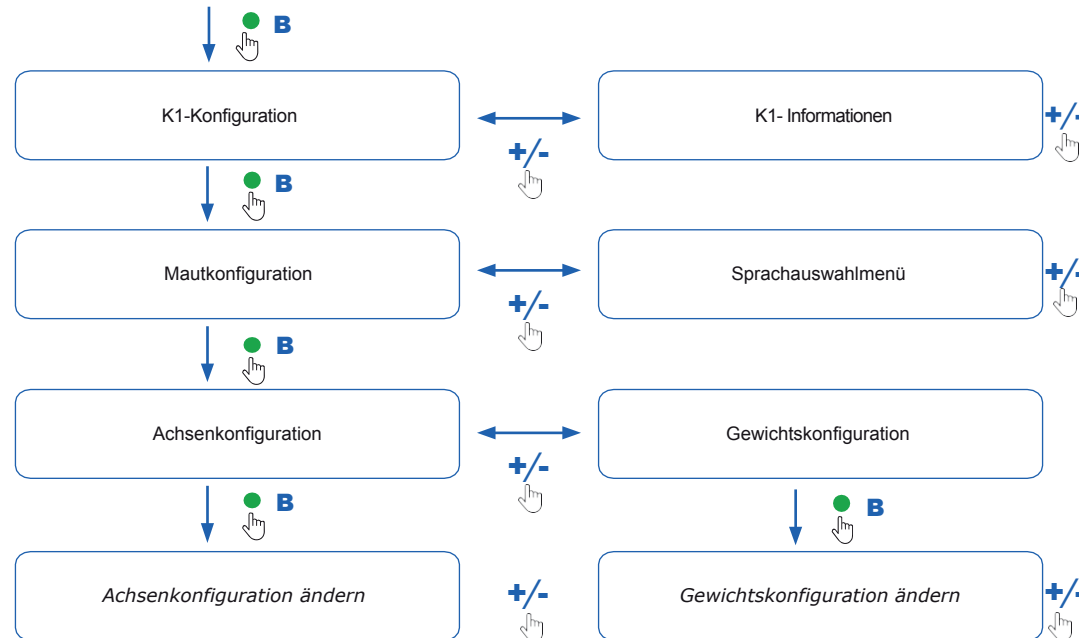 B
K1-Konfiguration
K1- Informationen
+/-
+/-
B
Mautkonfiguration
Sprachauswahlmenü
+/-
+/-
B
Achsenkonfiguration
Gewichtskonfiguration
+/-
B
B
Achsenkonfiguration ändern
+/-
Gewichtskonfiguration ändern
+/-